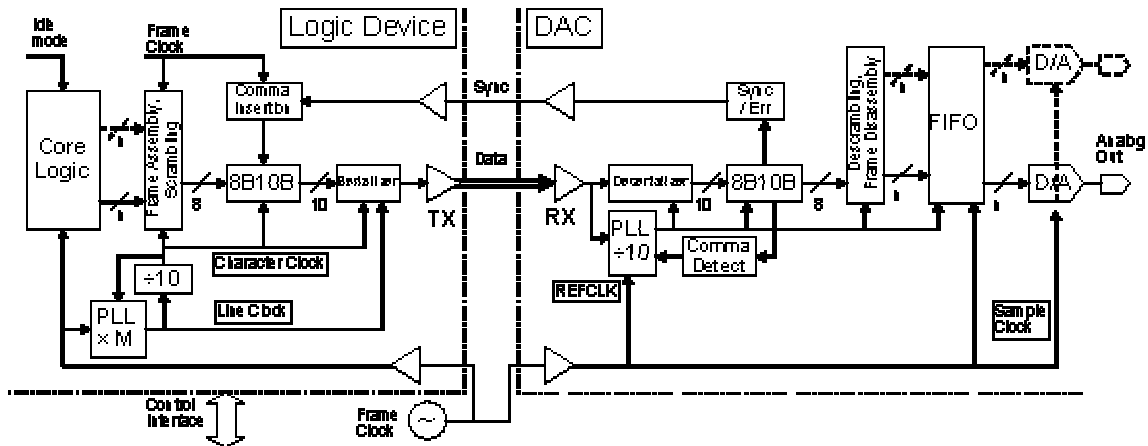 Idle mode
Frame Clock
Logic Device
DAC
Core Logic
Frame Assembly, Scrambling
Comma Insertion
Sync
Sync / Err
Descrambling, Frame Disassembly
FIFO
D/A
Analog Out
8
8B10B
10
Serializer
TX
Data
RX
Deserializer
10
8B10B
8
D/A
Character Clock
÷10
PLL × M
Line Clock
PLL ÷10
Comma Detect
REFCLK
Sample Clock
Control Interface
Frame Clock
~